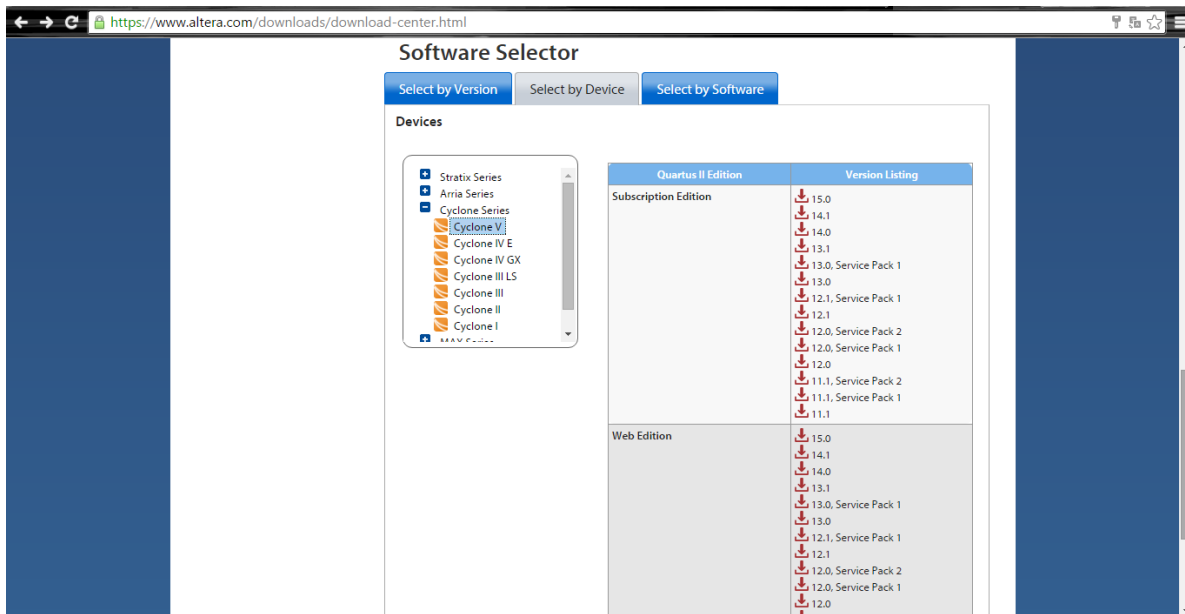 https://www.altera.com/downloads/download-center.html
Software Selector
Select by Version
Select by Device
Select by Software
Devices
Stratix Series
Arria Series
Cyclone Series
Cyclone V
Cyclone IV E
Cyclone IV GX
Cyclone III LS
Cyclone III
Cyclone II
Cyclone I
MAX Series
Quartus II Edition
Version Listing
Subscription Edition
15.0
14.1
14.0
13.1
13.0, Service Pack 1
13.0
12.1, Service Pack 1
12.1
12.0, Service Pack 2
12.0, Service Pack 1
12.0
11.1, Service Pack 2
11.1, Service Pack 1
11.1
Web Edition
15.0
14.1
14.0
13.1
13.0, Service Pack 1
13.0
12.1, Service Pack 1
12.1
12.0, Service Pack 2
12.0, Service Pack 1
12.0